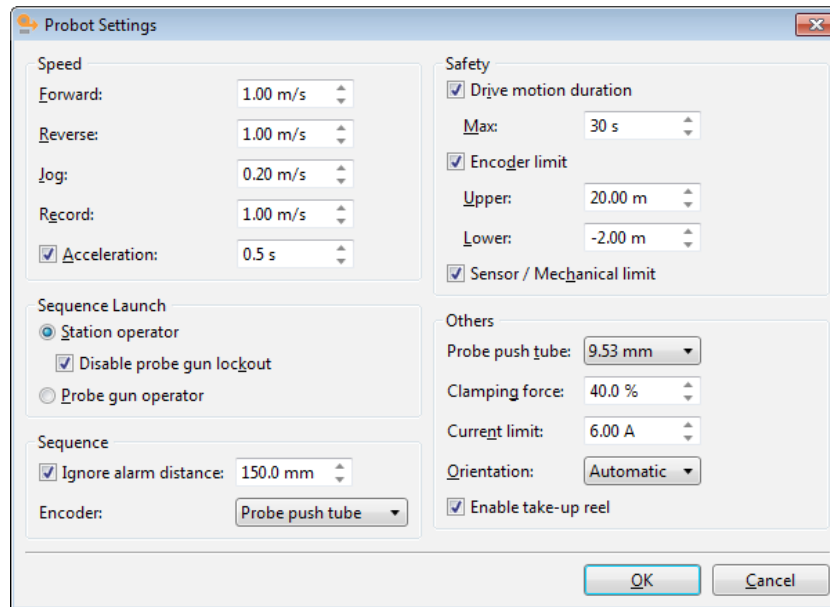 Probot Settings
Speed
Forward: 1.00 m/s
Reverse: 1.00 m/s
Jog: 0.20 m/s
Record: 1.00 m/s
Acceleration: 0.5 s
Sequence Launch
Station operator
Disable probe gun lockout
Probe gun operator
Sequence
Ignore alarm distance: 150.0 mm
Encoder: Probe push tube
Safety
Drive motion duration
Max: 30 s
Encoder limit
Upper: 20.00 m
Lower: -2.00 m
Sensor / Mechanical limit
Others
Probe push tube: 9.53 mm
Clamping force: 40.0 %
Current limit: 6.00 A
Orientation: Automatic
Enable take-up reel
OK Cancel